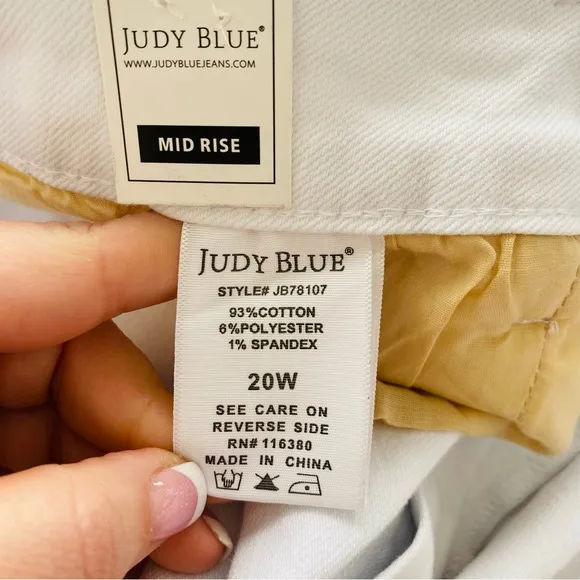 JUDY BLUE®
WWW.JUDYBLUEJEANS.COM
MID RISE
JUDY BLUE®
STYLE# JB78107
93%COTTON
6%POLYESTER
1% SPANDEX
20W
SEE CARE ON
REVERSE SIDE
RN# 116380
MADE IN CHINA